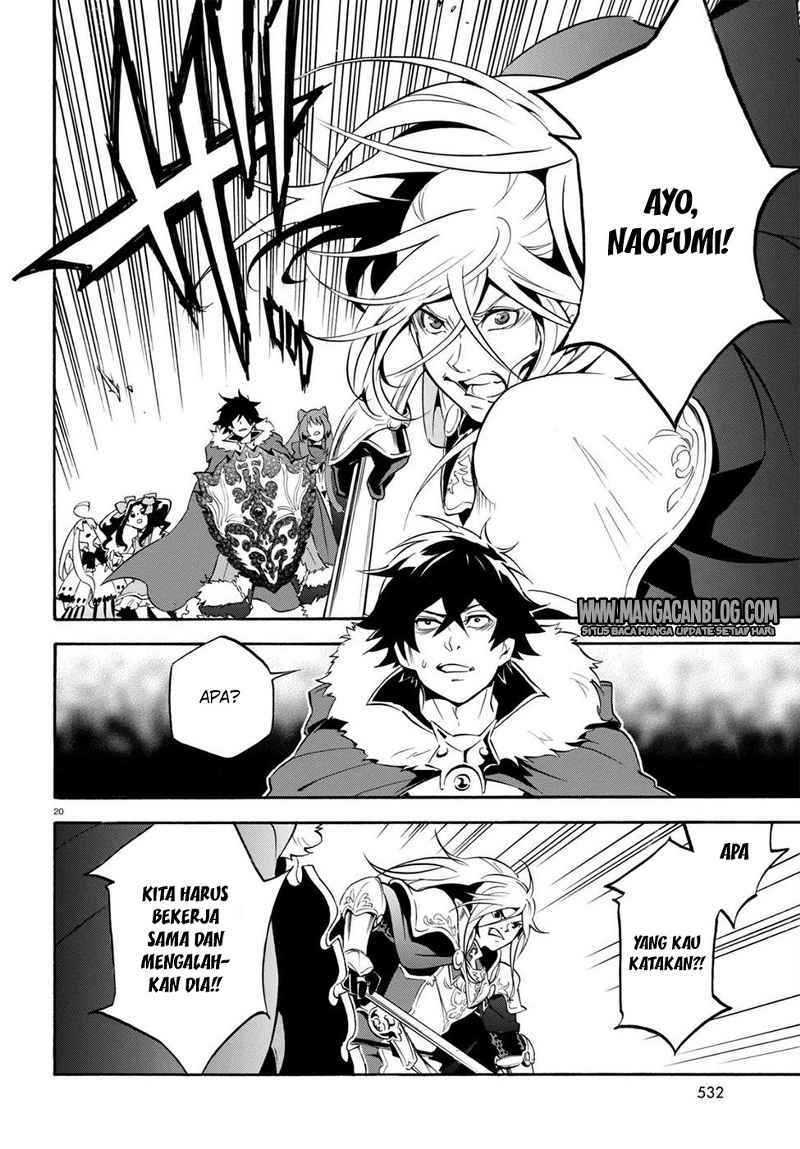 AYO,
NAOFUMI!
WWW.MANGACANBLOG.COM
SITUS BACA MANGA UPDATE SETIAP HARI
APA?
20
APA
YANG KAU
KATAKAN?!
KITA HARUS
BEKERJA
SAMA DAN
MENGALAH-
KAN DIA!!
532